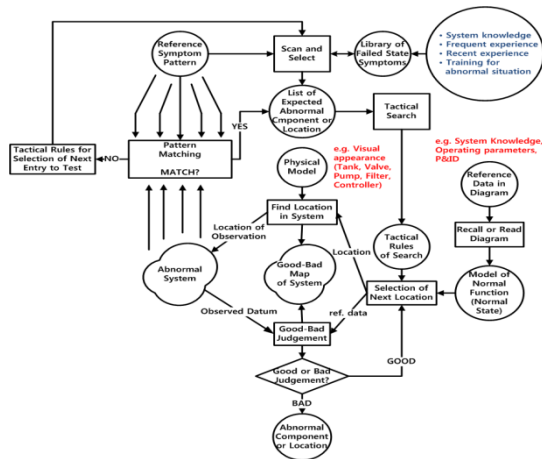 Reference
Symptom
Pattern
Scan and
Select
Library of
Failed State
Symptoms
• System knowledge
• Frequent experience
• Recent experience
• Training for
abnormal situation
YES
List of
Expected
Abnormal
Cmponent or
Location
Tactical
Search
Tactical Rules for
Selection of Next
Entry to Test
NO
Pattern
Matching
MATCH?
Physical
Model
e.g. Visual
appearance
(Tank, Valve,
Pump, Filter,
Controller)
e.g. System Knowledge,
Operating parameters,
P&ID
Reference
Data in
Diagram
Find Location
in System
Recall or Read
Diagram
Location of
Observation
Location
Abnormal
System
Good-Bad
Map
of System
Tactical
Rules
of Search
Selection of
Next Location
Model of
Normal
Function
(Normal
State)
Observed Datum
ref. data
Good-Bad
Judgement
GOOD
Good or Bad
Judgement?
BAD
Abnormal
Component
or Location